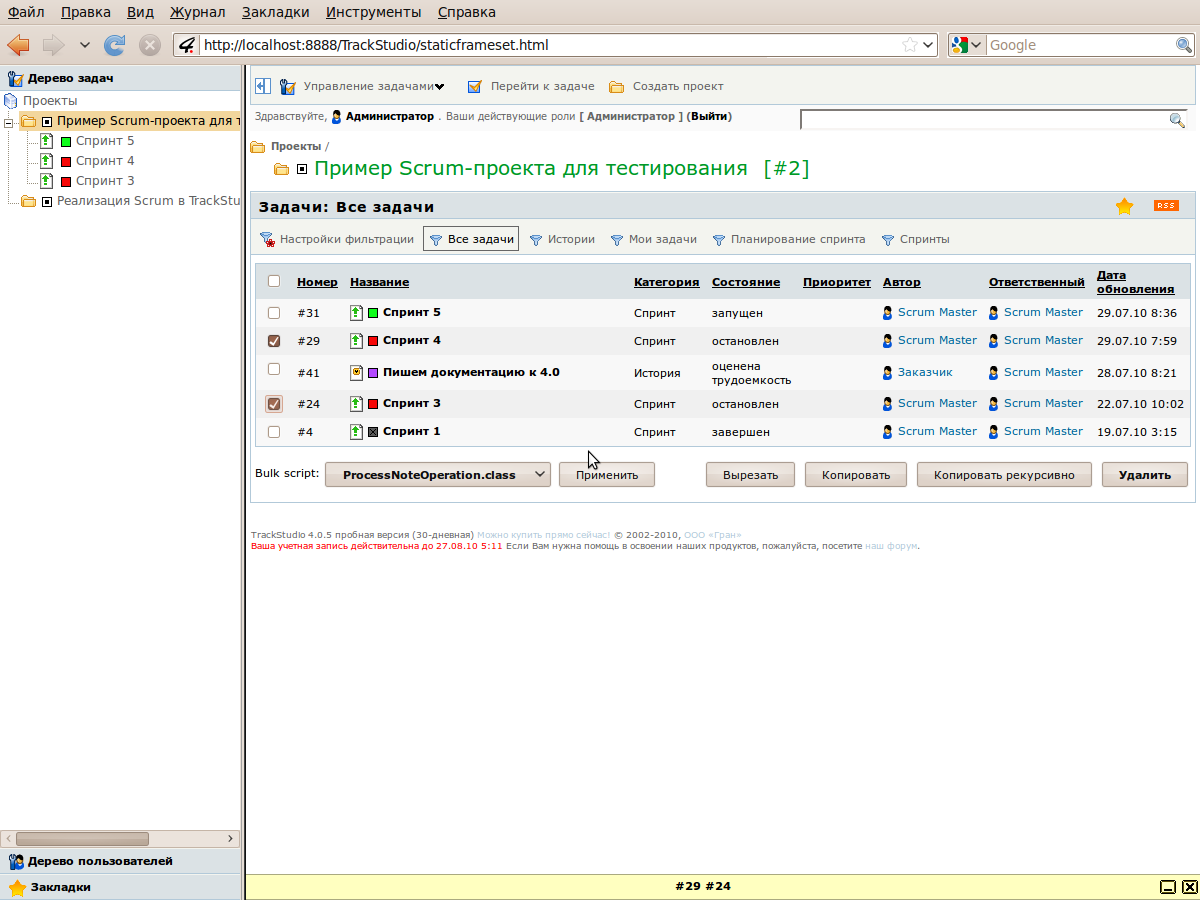 Файл Правка Вид Журнал Закладки Инструменты Справка
http://localhost:8888/TrackStudio/staticframeset.html
Google
Дерево задач
Проекты
Пример Scrum-проекта для т
Спринт 5
Спринт 4
Спринт 3
Реализация Scrum в TrackStu
Дерево пользователей
Закладки
Управление задачами Перейти к задаче Создать проект
Здравствуйте, Администратор . Ваши действующие роли [ Администратор ] (Выйти)
Проекты /
Пример Scrum-проекта для тестирования [#2]
Задачи: Все задачи
RSS
Настройки фильтрации Все задачи Истории Мои задачи Планирование спринта Спринты
Номер Название Категория Состояние Приоритет Автор Ответственный Дата обновления
#31 Спринт 5 Спринт запущен Scrum Master Scrum Master 29.07.10 8:36
#29 Спринт 4 Спринт остановлен Scrum Master Scrum Master 29.07.10 7:59
#41 Пишем документацию к 4.0 История оценена трудоемкость Заказчик Scrum Master 28.07.10 8:21
#24 Спринт 3 Спринт остановлен Scrum Master Scrum Master 22.07.10 10:02
#4 Спринт 1 Спринт завершен Scrum Master Scrum Master 19.07.10 3:15
Bulk script: ProcessNoteOperation.class Применить Вырезать Копировать Копировать рекурсивно Удалить
TrackStudio 4.0.5 пробная версия (30-дневная) Можно купить прямо сейчас! © 2002-2010, ООО «Гран»
Ваша учетная запись действительна до 27.08.10 5:11 Если Вам нужна помощь в освоении наших продуктов, пожалуйста, посетите наш форум.
#29 #24